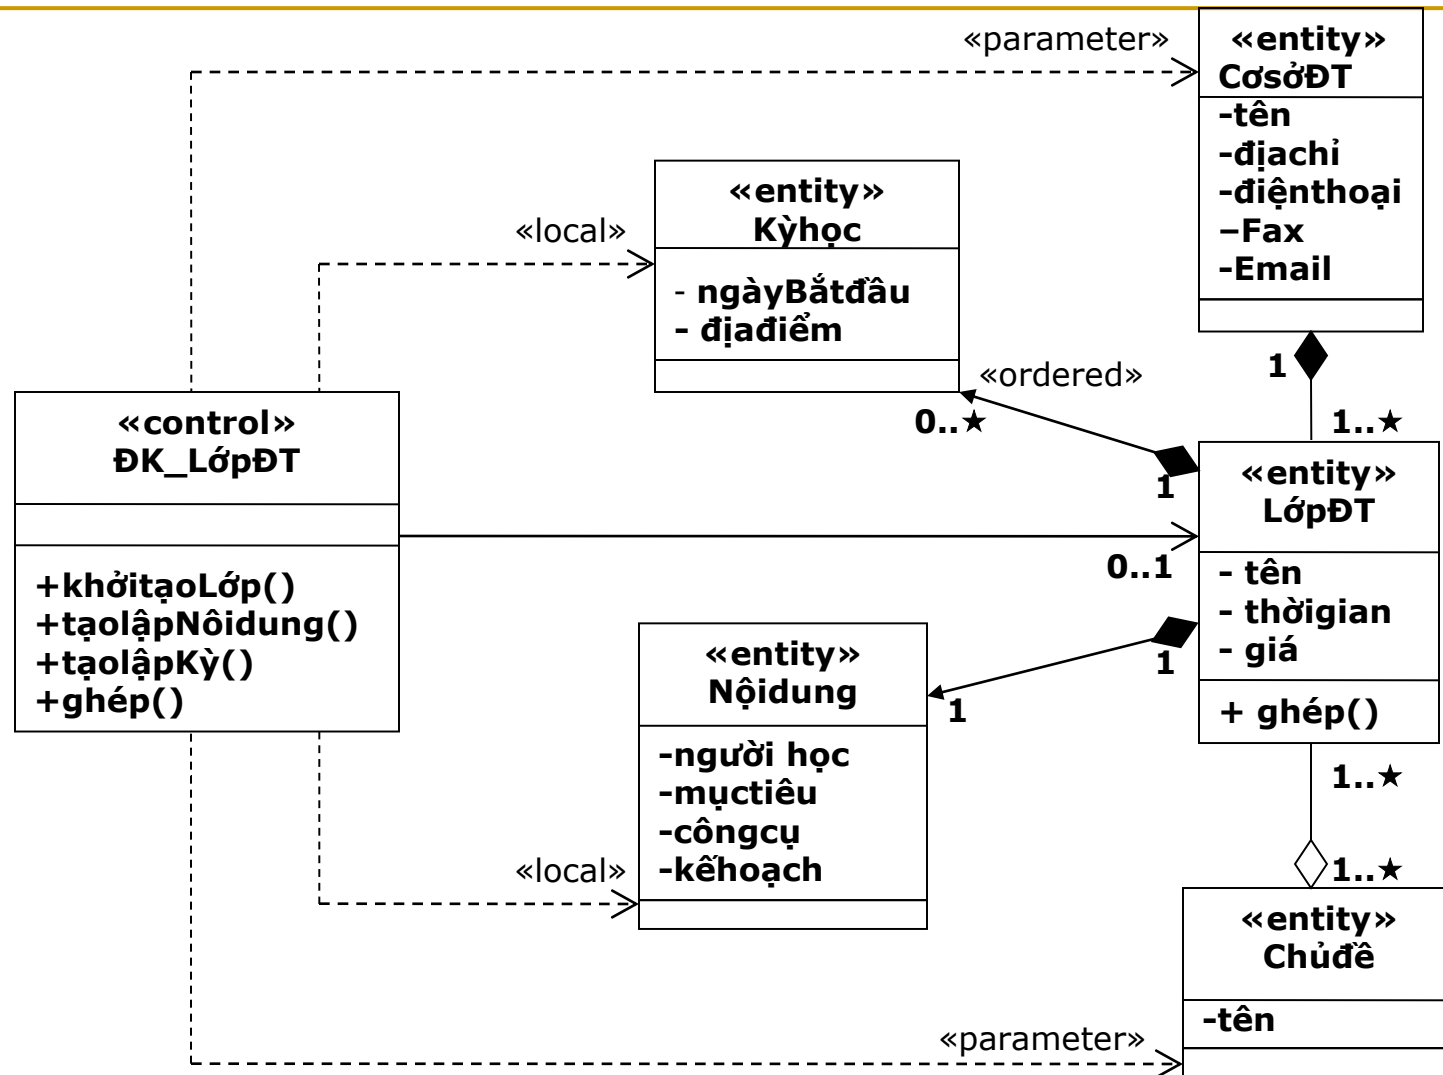 «parameter»
«entity»
CơsởĐT
-tên
-địachỉ
-điệnthoại
–Fax
-Email
«local»
«entity»
Kỳhọc
- ngàyBắtđầu
- địađiểm
«ordered»
0..★
1
1
1..★
«control»
ĐK_LớpĐT
+khởitạoLớp()
+tạolậpNôidung()
+tạolậpKỳ()
+ghép()
0..1
«entity»
LớpĐT
- tên
- thờigian
- giá
+ ghép()
1
1
«entity»
Nộidung
-người học
-mụctiêu
-côngcụ
-kếhoạch
«local»
1..★
1..★
«entity»
Chủđề
-tên
«parameter»